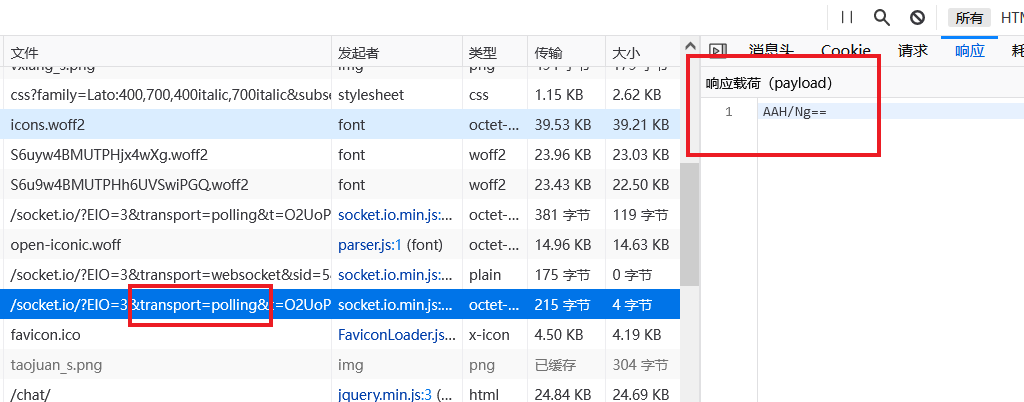 所有 HTM
文件 发起者 类型 传输 大小 消息头 Cookie 请求 响应 耗
vxiang_s.png img png
响应载荷（payload）
css?family=Lato:400,700,400italic,700italic&subse stylesheet css 1.15 KB 2.62 KB
1 AAH/Ng==
icons.woff2 font octet-... 39.53 KB 39.21 KB
S6uyw4BMUTPHjx4wXg.woff2 font woff2 23.96 KB 23.03 KB
S6u9w4BMUTPHh6UVSwiPGQ.woff2 font woff2 23.43 KB 22.50 KB
/socket.io/?EIO=3&transport=polling&t=O2UoP socket.io.min.js:... octet-... 381 字节 119 字节
open-iconic.woff parser.js:1 (font) octet-... 14.96 KB 14.63 KB
/socket.io/?EIO=3&transport=websocket&sid=5 socket.io.min.js:... plain 175 字节 0 字节
/socket.io/?EIO=3&transport=polling&t=O2UoP socket.io.min.js:... octet-... 215 字节 4 字节
favicon.ico FaviconLoader.js... x-icon 4.50 KB 4.19 KB
taojuan_s.png img png 已缓存 304 字节
/chat/ jquery.min.js:3 (... html 24.84 KB 24.69 KB